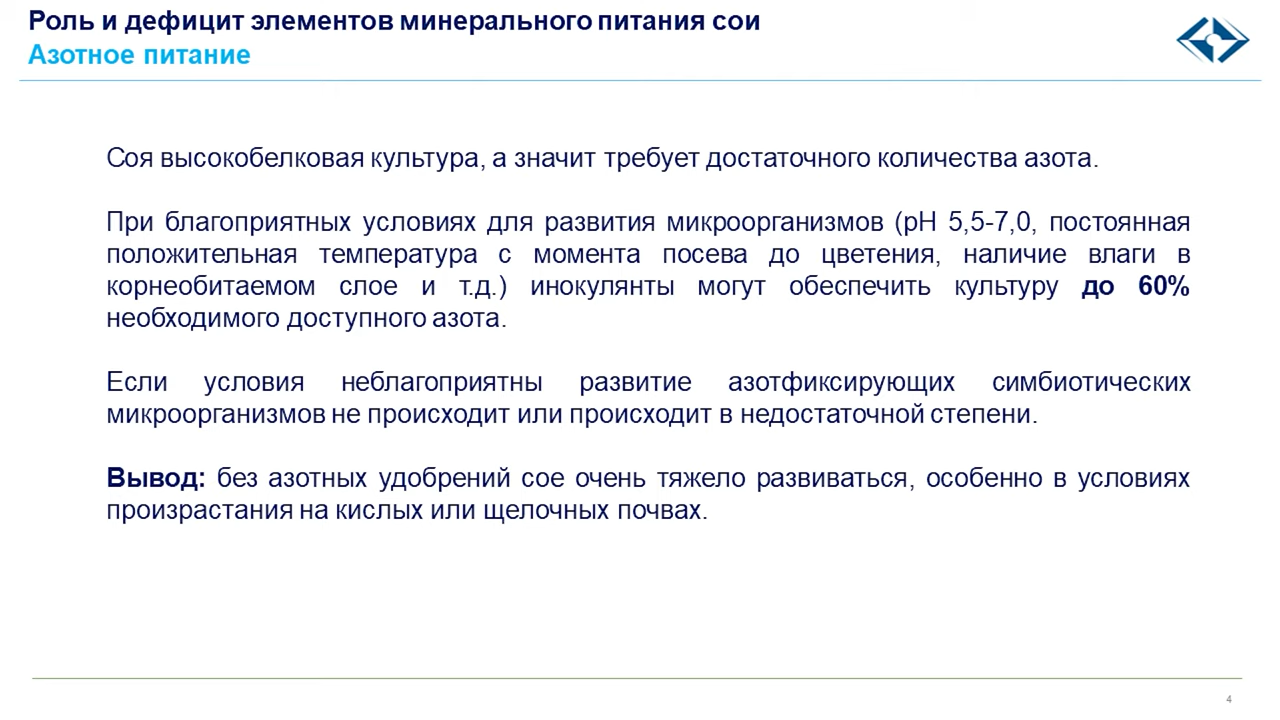 Роль и дефицит элементов минерального питания сои
Азотное питание
Соя высокобелковая культура, а значит требует достаточного количества азота.
При благоприятных условиях для развития микроорганизмов (рН 5,5-7,0, постоянная
положительная температура с момента посева до цветения, наличие влаги в
корнеобитаемом слое и т.д.) инокулянты могут обеспечить культуру до 60%
необходимого доступного азота.
Если условия неблагоприятны развитие азотфиксирующих симбиотических
микроорганизмов не происходит или происходит в недостаточной степени.
Вывод: без азотных удобрений сое очень тяжело развиваться, особенно в условиях
произрастания на кислых или щелочных почвах.
4